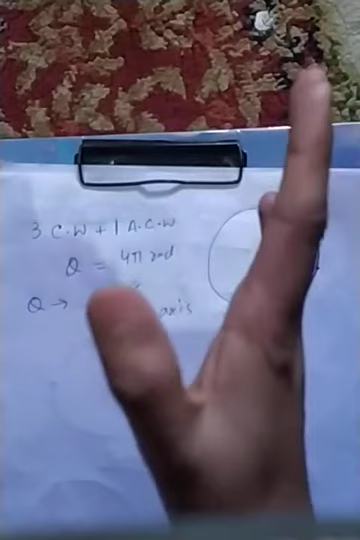 3 C.W + 1 A.C.W
Q = 4π rad
Q → axis